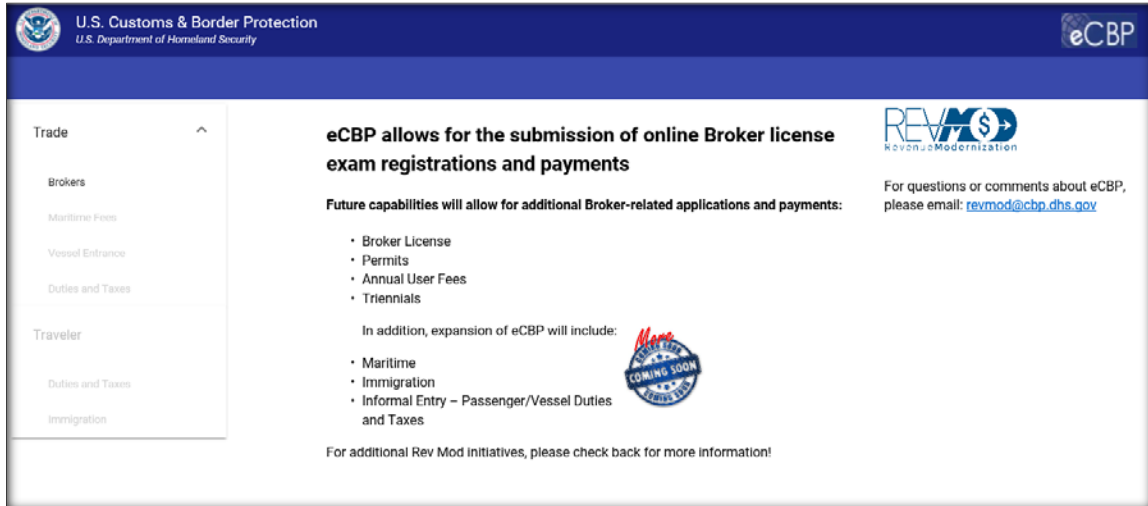 U.S. Customs & Border Protection
U.S. Department of Homeland Security
eCBP
Trade
Brokers
Maritime Fees
Vessel Entrance
Duties and Taxes
Traveler
Duties and Taxes
Immigration
eCBP allows for the submission of online Broker license
exam registrations and payments
Future capabilities will allow for additional Broker-related applications and payments:
• Broker License
• Permits
• Annual User Fees
• Triennials
In addition, expansion of eCBP will include:
• Maritime
• Immigration
• Informal Entry – Passenger/Vessel Duties
and Taxes
More
COMING SOON
COMING SOON
COMING SOON
For additional Rev Mod initiatives, please check back for more information!
REVMOD
RevenueModernization
For questions or comments about eCBP,
please email: revmod@cbp.dhs.gov